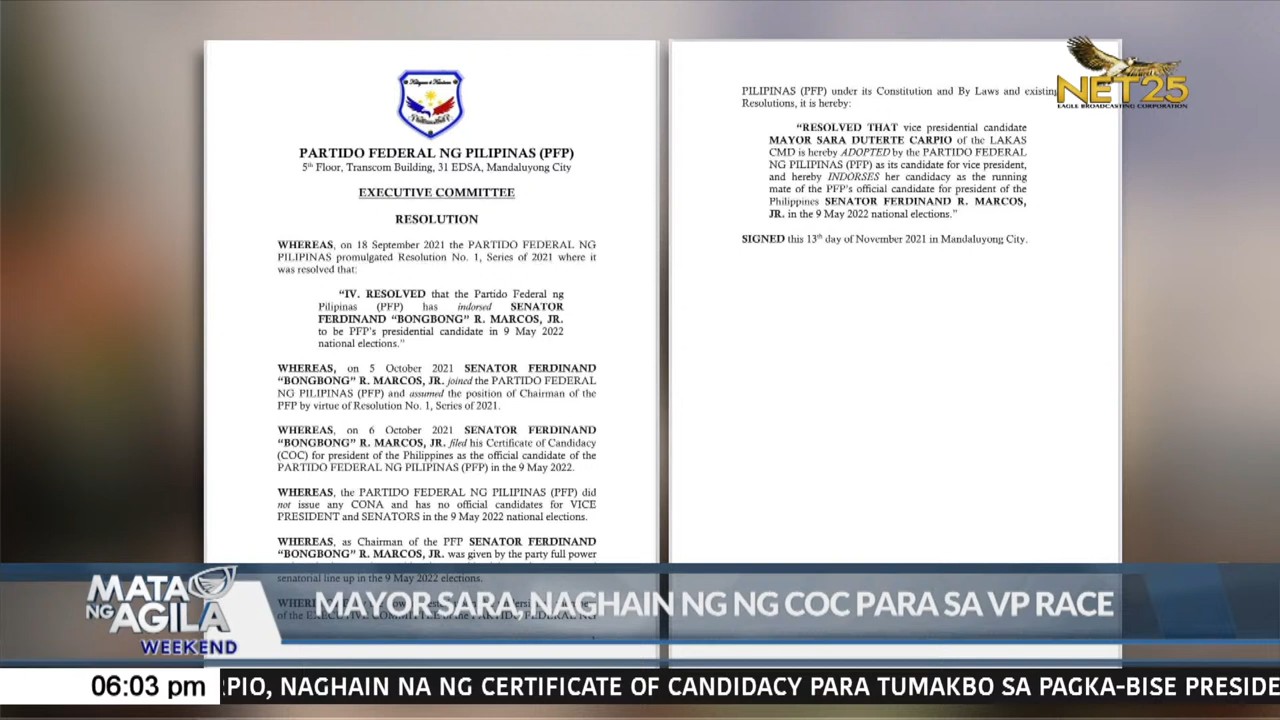 PARTIDO FEDERAL NG PILIPINAS (PFP)
5th Floor, Transcom Building, 31 EDSA, Mandaluyong City
EXECUTIVE COMMITTEE
RESOLUTION
WHEREAS, on 18 September 2021 the PARTIDO FEDERAL NG
PILIPINAS promulgated Resolution No. 1, Series of 2021 where it
was resolved that:
“IV. RESOLVED that the Partido Federal ng
Pilipinas (PFP) has indorsed SENATOR
FERDINAND “BONGBONG” R. MARCOS, JR.
to be PFP’s presidential candidate in 9 May 2022
national elections.”
WHEREAS, on 5 October 2021 SENATOR FERDINAND
“BONGBONG” R. MARCOS, JR. joined the PARTIDO FEDERAL
NG PILIPINAS (PFP) and assumed the position of Chairman of the
PFP by virtue of Resolution No. 1, Series of 2021.
WHEREAS, on 6 October 2021 SENATOR FERDINAND
“BONGBONG” R. MARCOS, JR. filed his Certificate of Candidacy
(COC) for president of the Philippines as the official candidate of the
PARTIDO FEDERAL NG PILIPINAS (PFP) in the 9 May 2022.
WHEREAS, the PARTIDO FEDERAL NG PILIPINAS (PFP) did
not issue any CONA and has no official candidates for VICE
PRESIDENT and SENATORS in the 9 May 2022 national elections.
WHEREAS, as Chairman of the PFP SENATOR FERDINAND
“BONGBONG” R. MARCOS, JR. was given by the party full power
senatorial line up in the 9 May 2022 elections.
of the EXECUTIVE COMMITTEE of the PARTIDO FEDERAL NG
PILIPINAS (PFP) under its Constitution and By Laws and existing
Resolutions, it is hereby:
“RESOLVED THAT vice presidential candidate
MAYOR SARA DUTERTE CARPIO of the LAKAS
CMD is hereby ADOPTED by the PARTIDO FEDERAL
NG PILIPINAS (PFP) as its candidate for vice president,
and hereby INDORSES her candidacy as the running
mate of the PFP’s official candidate for president of the
Philippines SENATOR FERDINAND R. MARCOS,
JR. in the 9 May 2022 national elections.”
SIGNED this 13th day of November 2021 in Mandaluyong City.
NET25
EAGLE BROADCASTING CORPORATION
MATA
NG AGILA
WEEKEND
MAYOR SARA, NAGHAIN NG NG COC PARA SA VP RACE
06:03 pm
RPIO, NAGHAIN NA NG CERTIFICATE OF CANDIDACY PARA TUMAKBO SA PAGKA-BISE PRESIDE